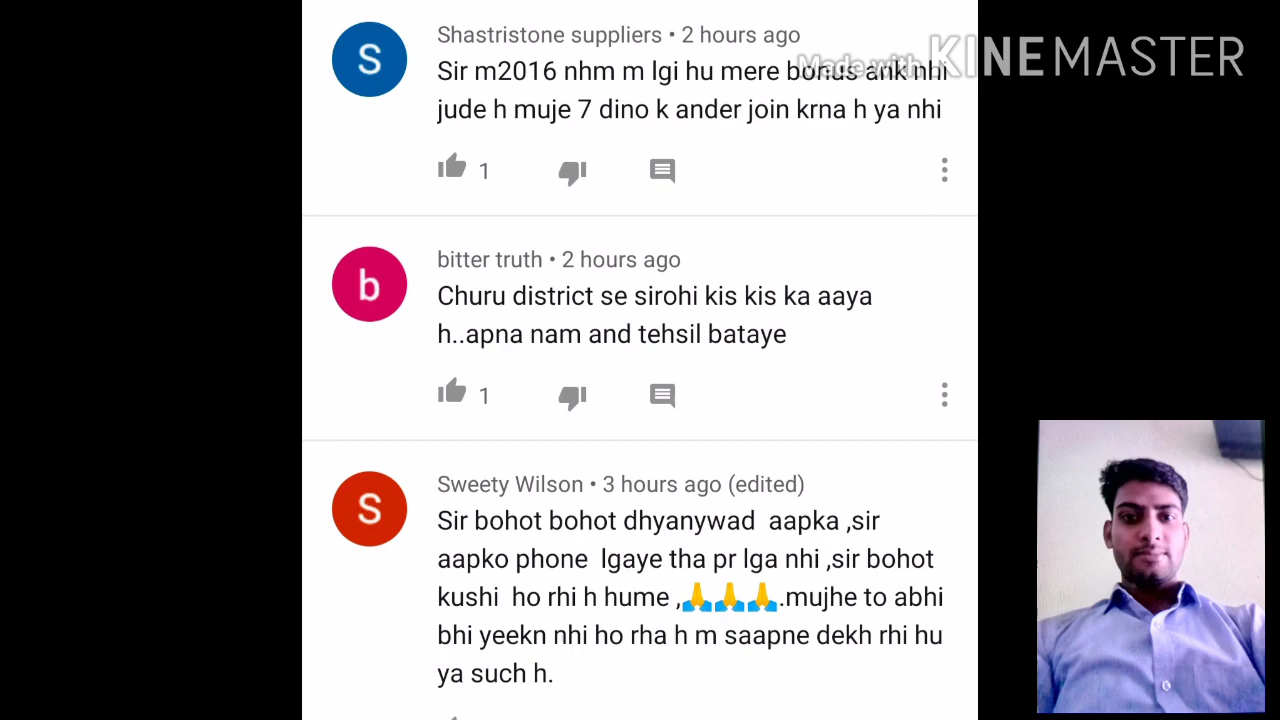 Shastristone suppliers • 2 hours ago
Made with KINEMASTER
Sir m2016 nhm m lgi hu mere bonus ank nhi
jude h muje 7 dino k ander join krna h ya nhi
1
S
bitter truth • 2 hours ago
Churu district se sirohi kis kis ka aaya
h..apna nam and tehsil bataye
1
b
Sweety Wilson • 3 hours ago (edited)
Sir bohot bohot dhyanywad aapka ,sir
aapko phone lgaye tha pr lga nhi ,sir bohot
kushi ho rhi h hume ,🙏🙏🙏.mujhe to abhi
bhi yeekn nhi ho rha h m saapne dekh rhi hu
ya such h.
S